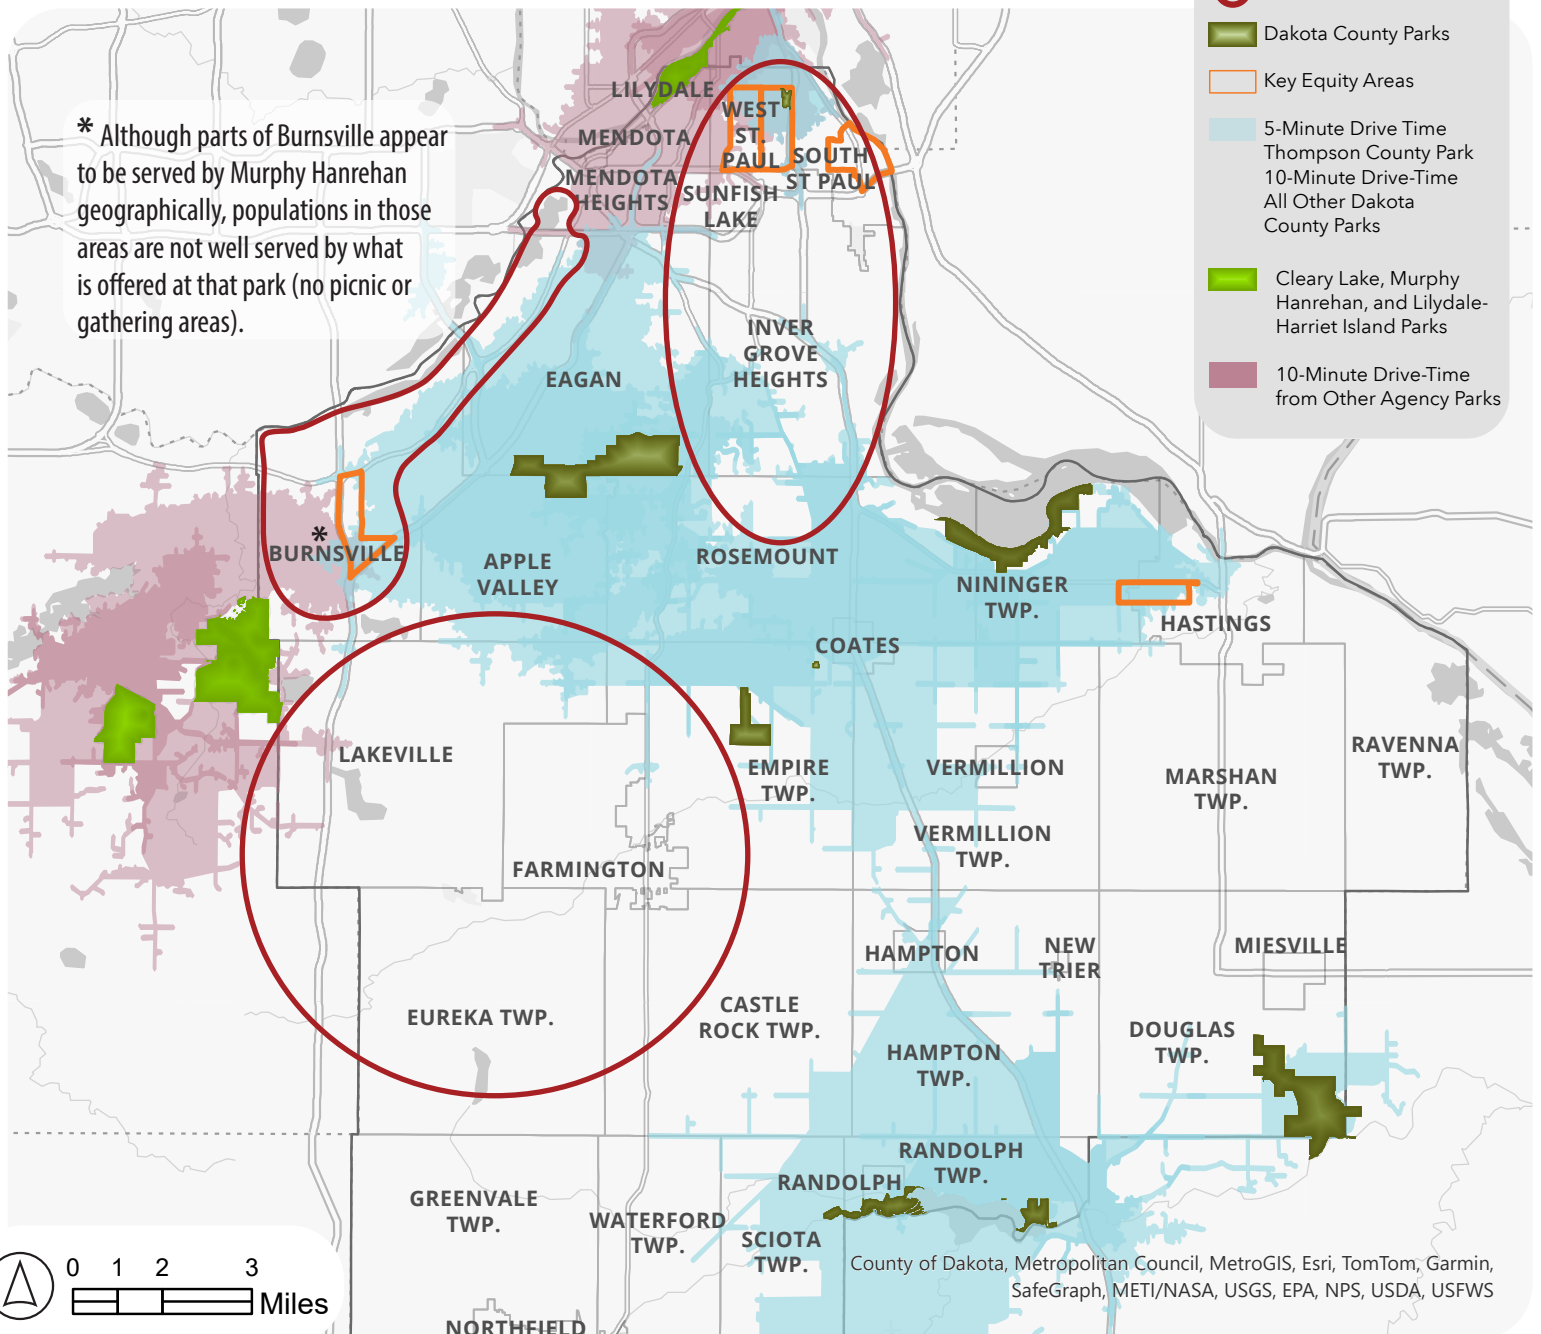 Dakota County Parks
Key Equity Areas
5-Minute Drive Time
Thompson County Park
10-Minute Drive-Time
All Other Dakota
County Parks
Cleary Lake, Murphy
Hanrehan, and Lilydale-
Harriet Island Parks
10-Minute Drive-Time
from Other Agency Parks
* Although parts of Burnsville appear
to be served by Murphy Hanrehan
geographically, populations in those
areas are not well served by what
is offered at that park (no picnic or
gathering areas).
LILYDALE
MENDOTA
MENDOTA
HEIGHTS
WEST
ST.
PAUL
SOUTH
ST PAUL
SUNFISH
LAKE
INVER
GROVE
HEIGHTS
EAGAN
*
BURNSVILLE
APPLE
VALLEY
ROSEMOUNT
NININGER
TWP.
HASTINGS
COATES
LAKEVILLE
EMPIRE
TWP.
VERMILLION
MARSHAN
TWP.
RAVENNA
TWP.
VERMILLION
TWP.
FARMINGTON
HAMPTON
NEW
TRIER
MIESVILLE
EUREKA TWP.
CASTLE
ROCK TWP.
HAMPTON
TWP.
DOUGLAS
TWP.
RANDOLPH
TWP.
RANDOLPH
GREENVALE
TWP.
WATERFORD
TWP.
SCIOTA
TWP.
NORTHFIELD
0 1 2 3
Miles
County of Dakota, Metropolitan Council, MetroGIS, Esri, TomTom, Garmin,
SafeGraph, METI/NASA, USGS, EPA, NPS, USDA, USFWS